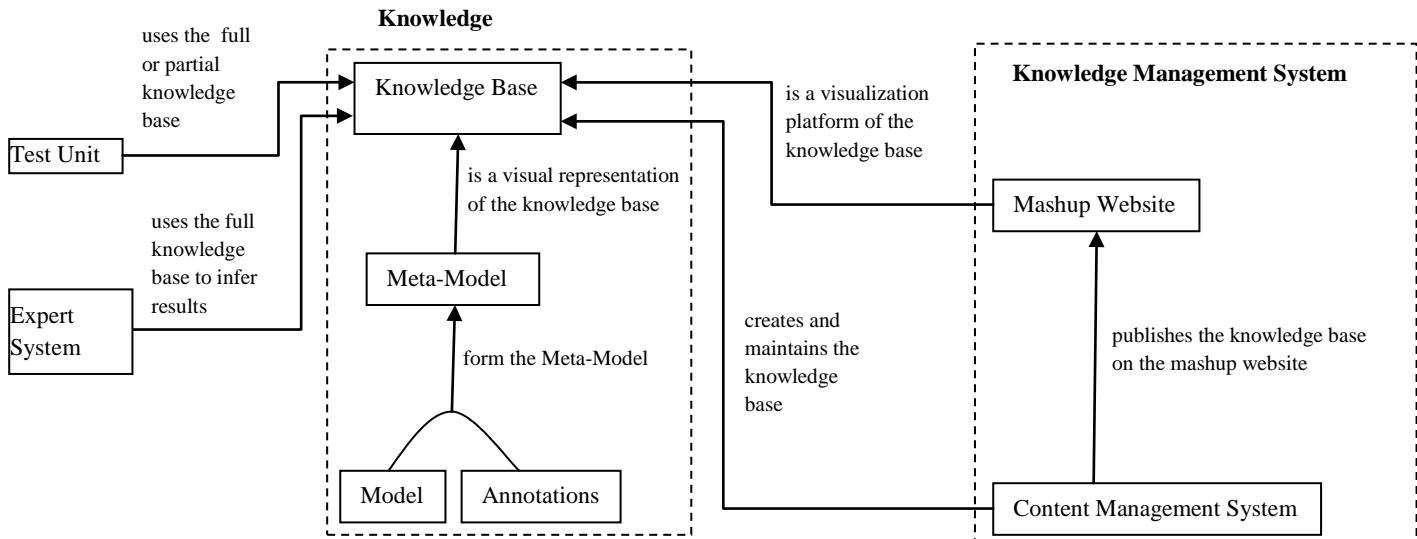 Knowledge
uses the full
or partial
knowledge
base
Knowledge Base
Knowledge Management System
is a visualization
platform of the
knowledge base
Test Unit
is a visual representation
of the knowledge base
Mashup Website
uses the full
knowledge
base to infer
results
Meta-Model
Expert
System
form the Meta-Model
creates and
maintains the
knowledge
base
publishes the knowledge base
on the mashup website
Model
Annotations
Content Management System